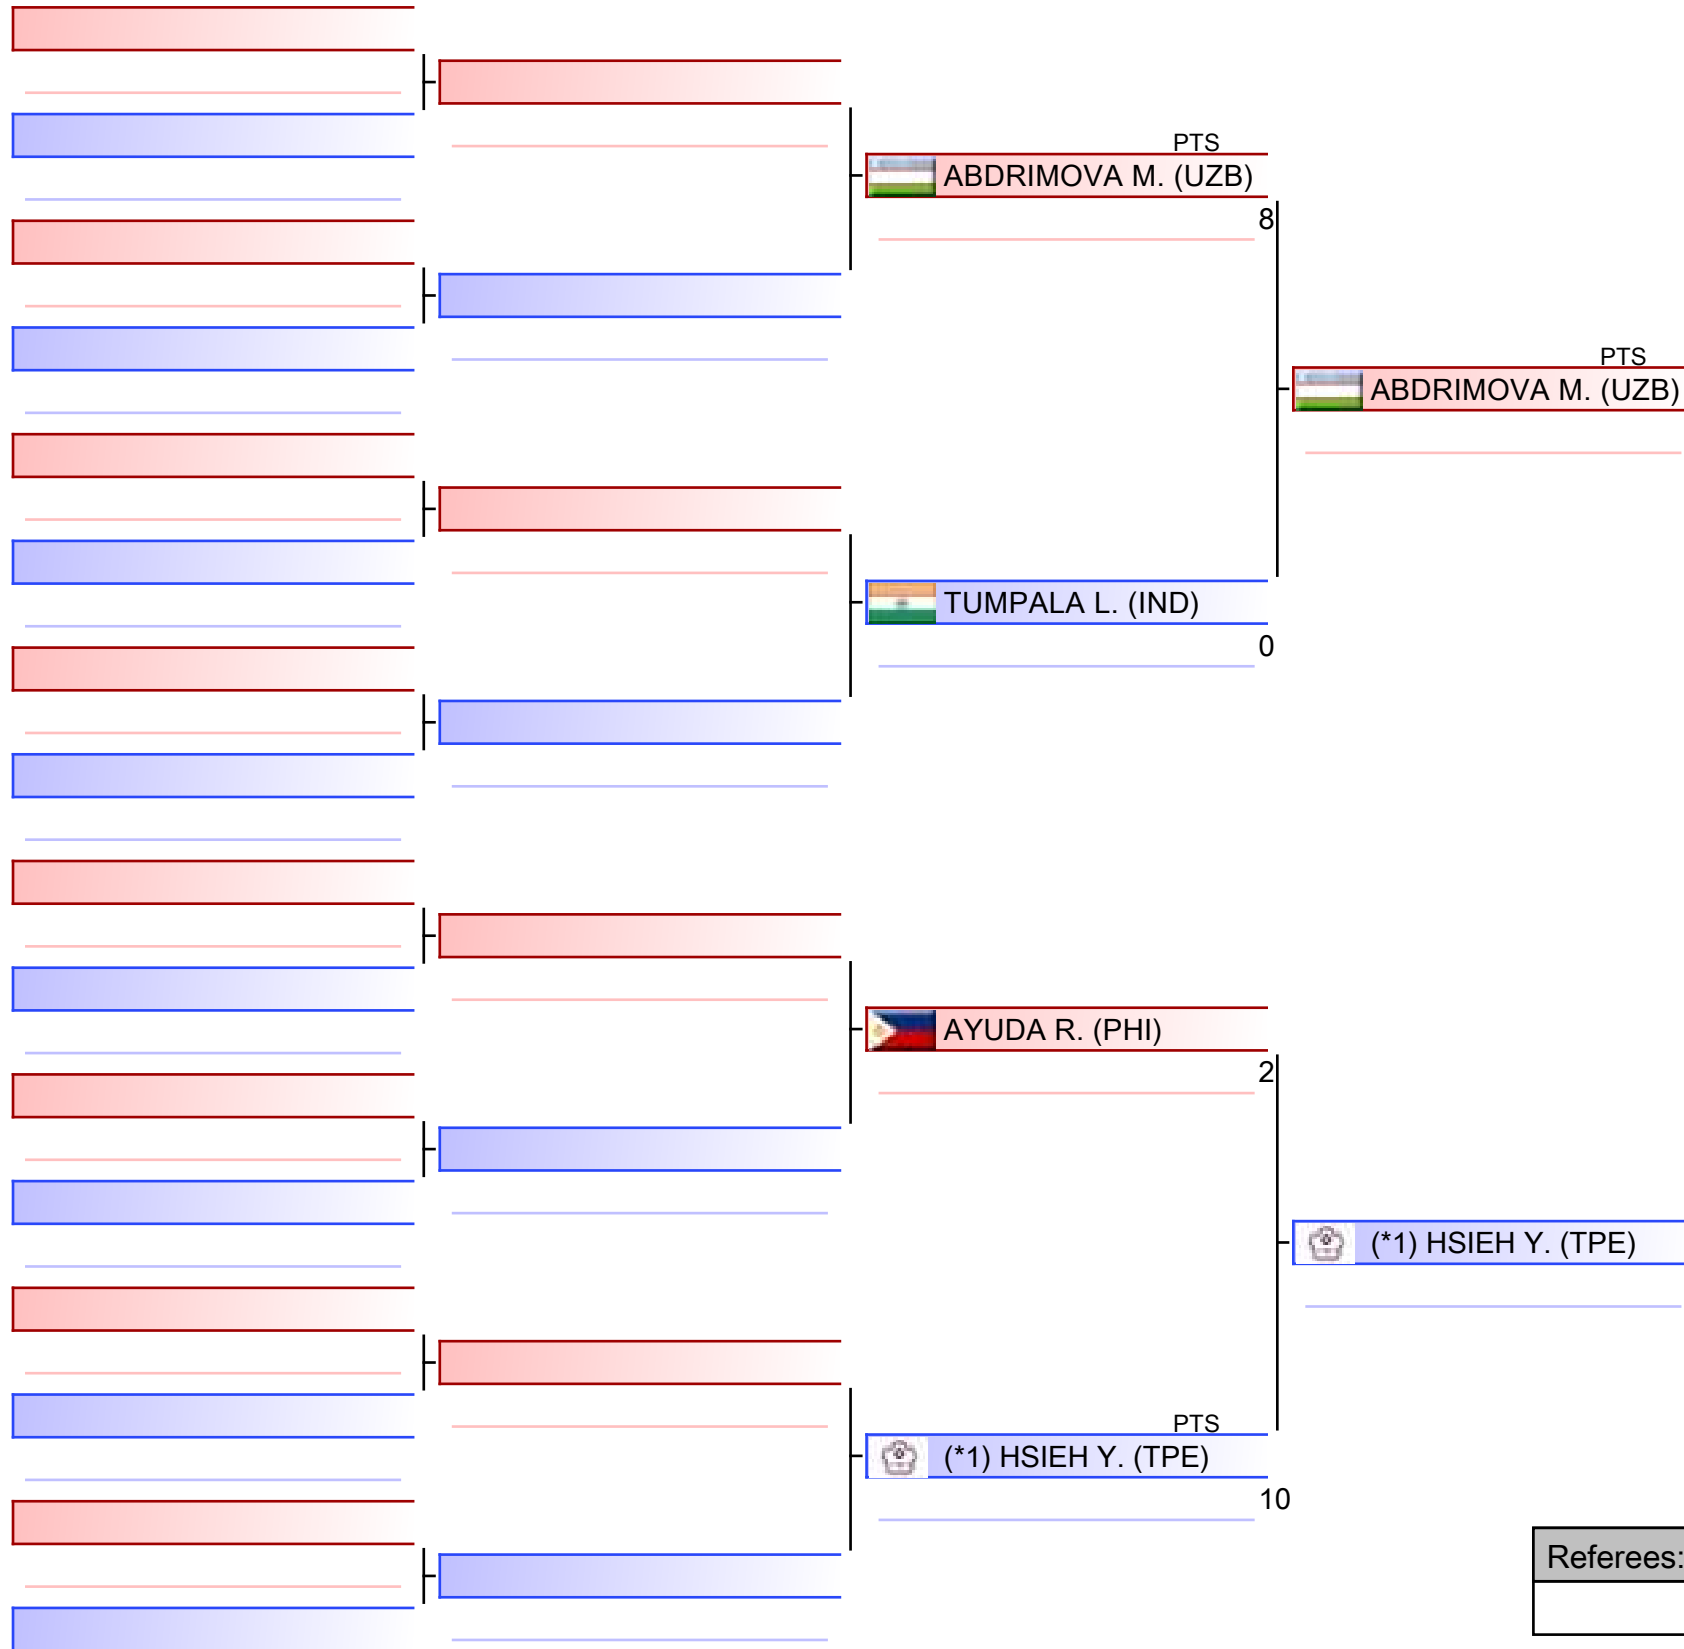 PTS
ABDRIMOVA M. (UZB)
8
PTS
ABDRIMOVA M. (UZB)
TUMPALA L. (IND)
0
AYUDA R. (PHI)
2
(*1) HSIEH Y. (TPE)
PTS
(*1) HSIEH Y. (TPE)
10
Referees: